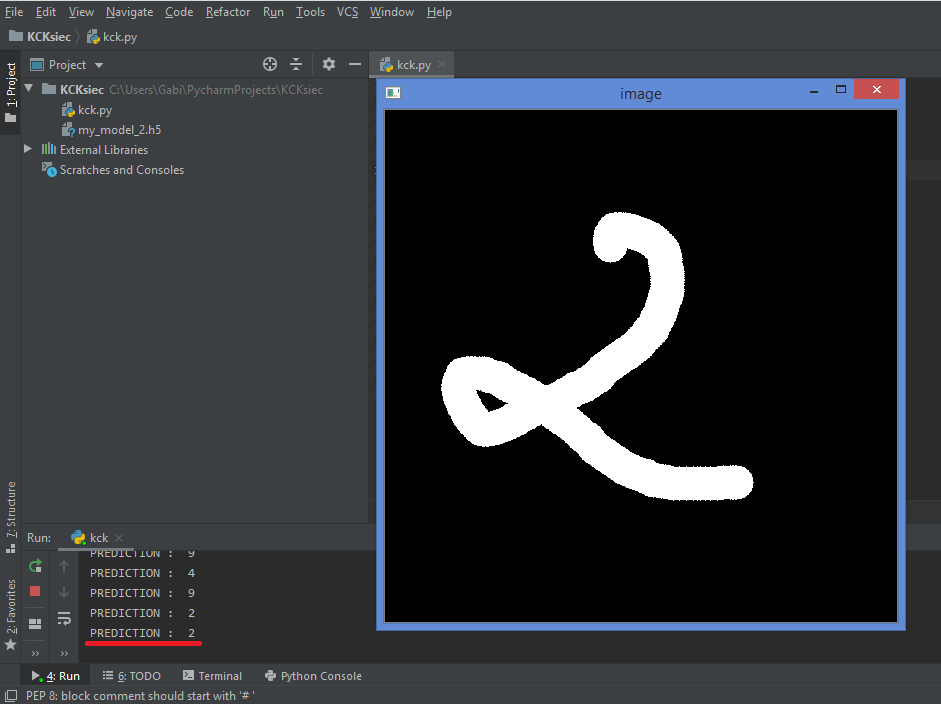 File Edit View Navigate Code Refactor Run Tools VCS Window Help
KCKsiec kck.py
Project
kck.py
1: Project
KCKsiec C:\Users\Gabi\PycharmProjects\KCKsiec
kck.py
my_model_2.h5
External Libraries
Scratches and Consoles
image
2
7: Structure
2: Favorites
Run: kck
PREDICTION : 9
PREDICTION : 4
PREDICTION : 9
PREDICTION : 2
PREDICTION : 2
4: Run 6: TODO Terminal Python Console
PEP 8: block comment should start with '# '